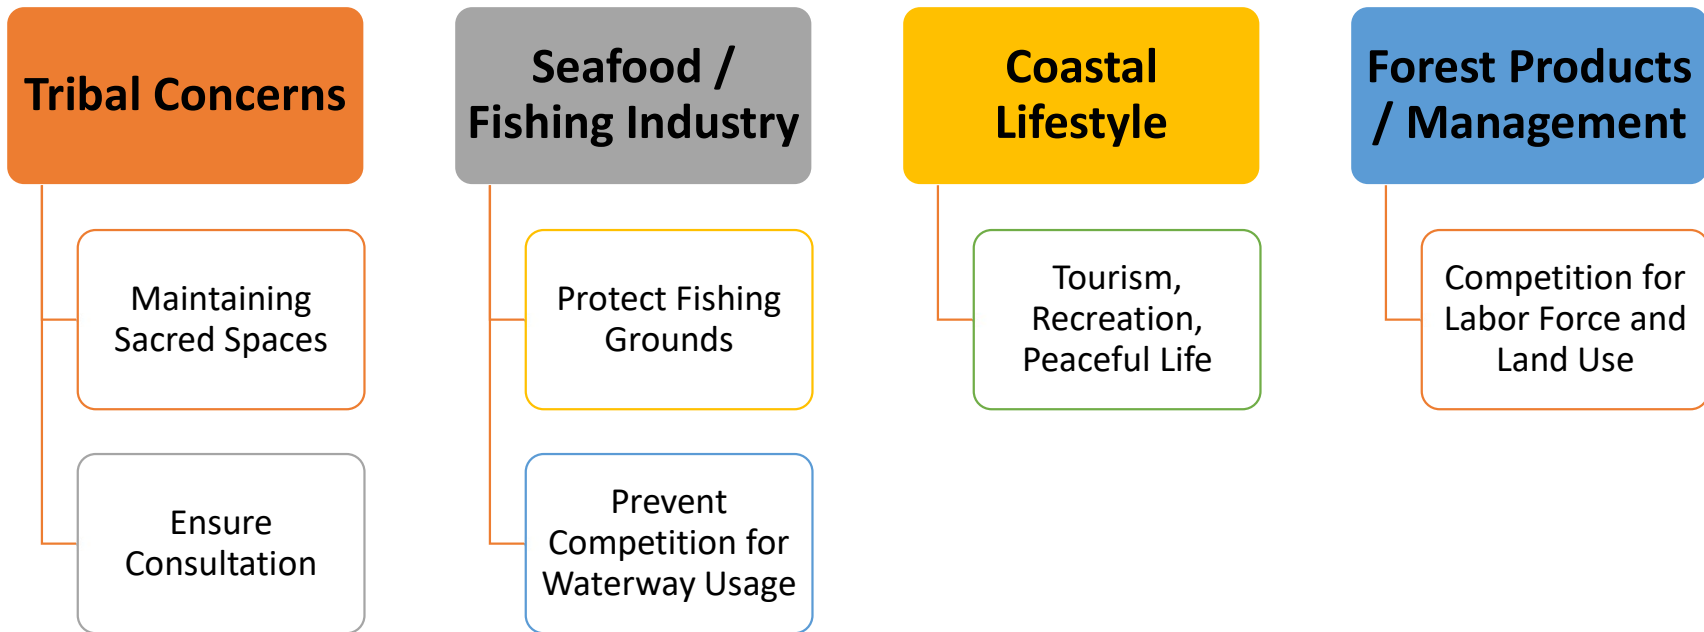 Tribal Concerns
Maintaining
Sacred Spaces
Ensure
Consultation
Seafood /
Fishing Industry
Protect Fishing
Grounds
Prevent
Competition for
Waterway Usage
Coastal
Lifestyle
Tourism,
Recreation,
Peaceful Life
Forest Products
/ Management
Competition for
Labor Force and
Land Use